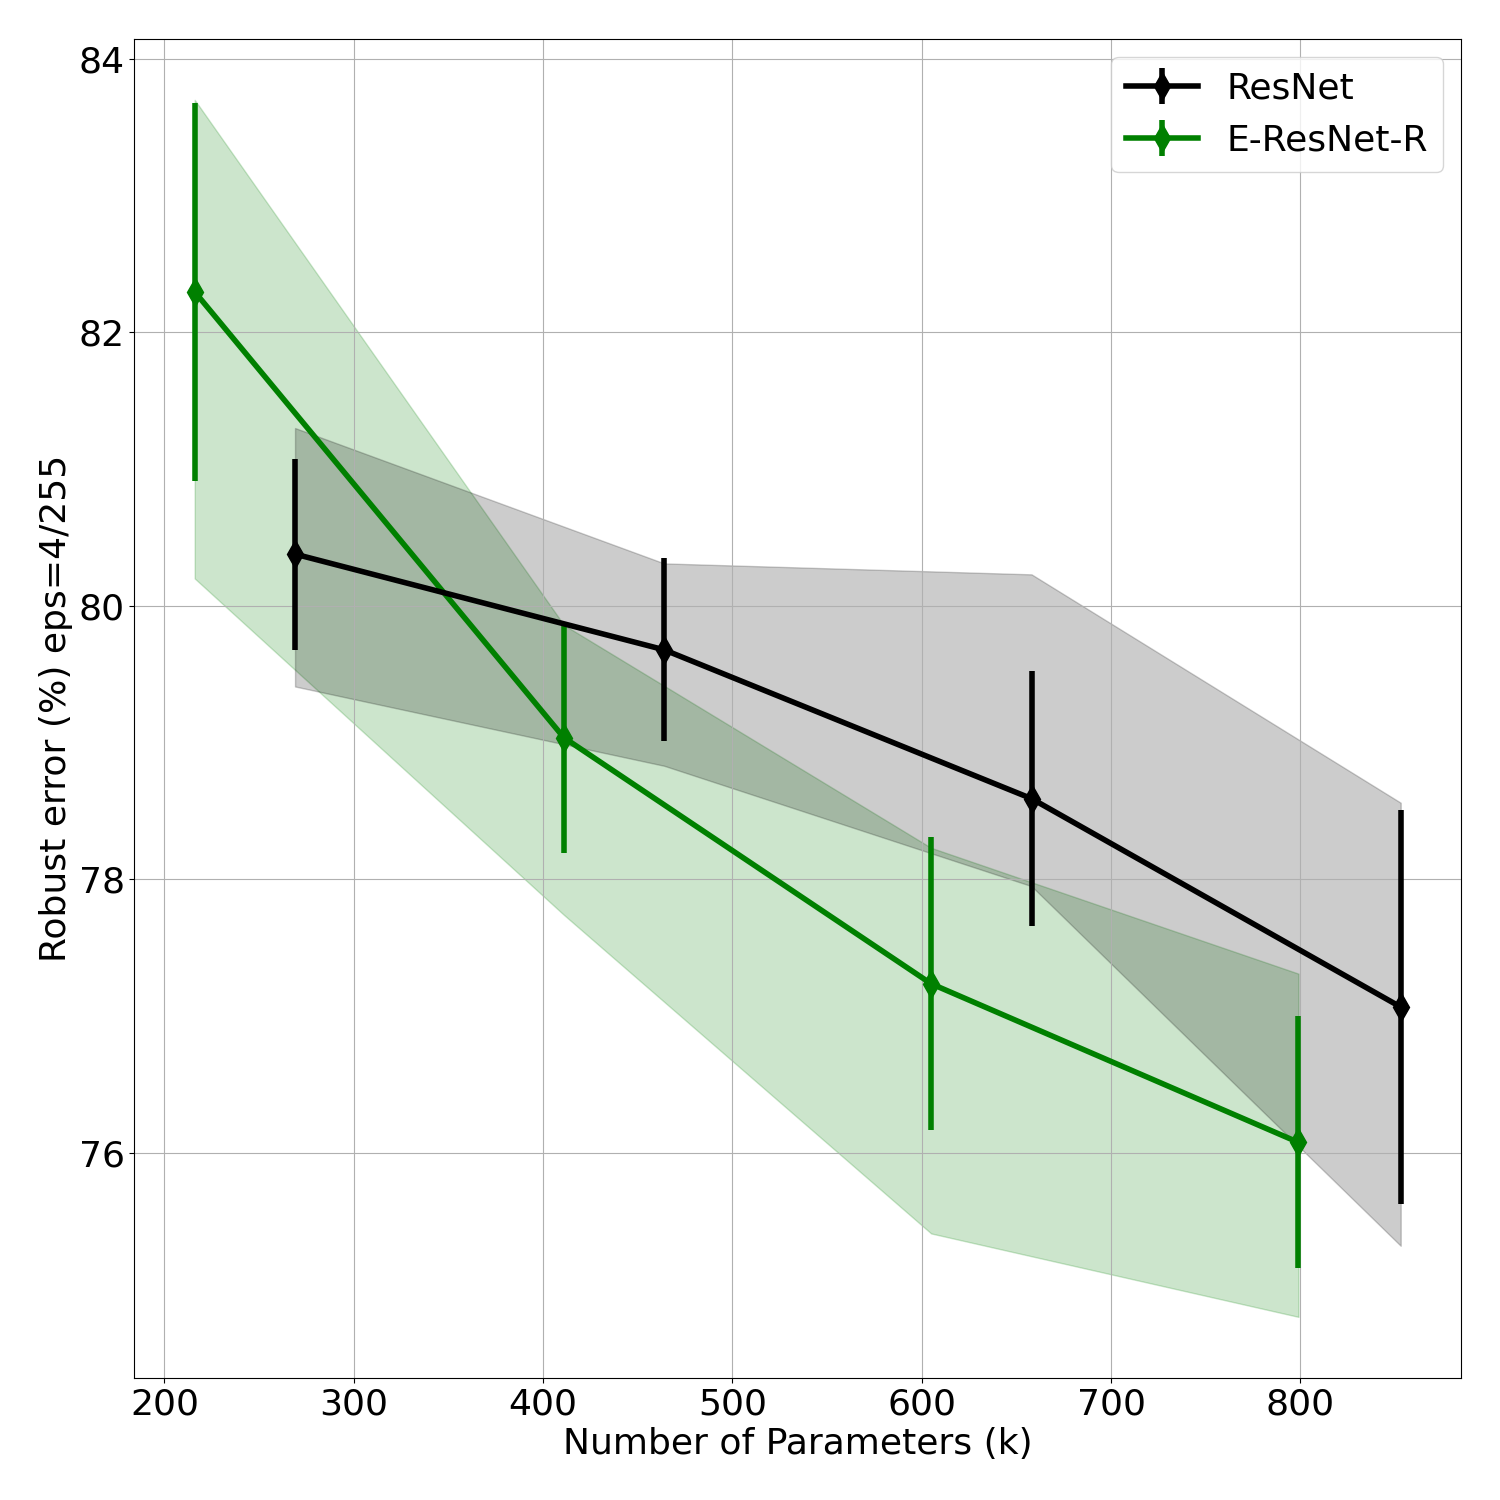 84
82
80
78
76
Robust error (%) eps=4/255
ResNet
E-ResNet-R
200 300 400 500 600 700 800
Number of Parameters (k)